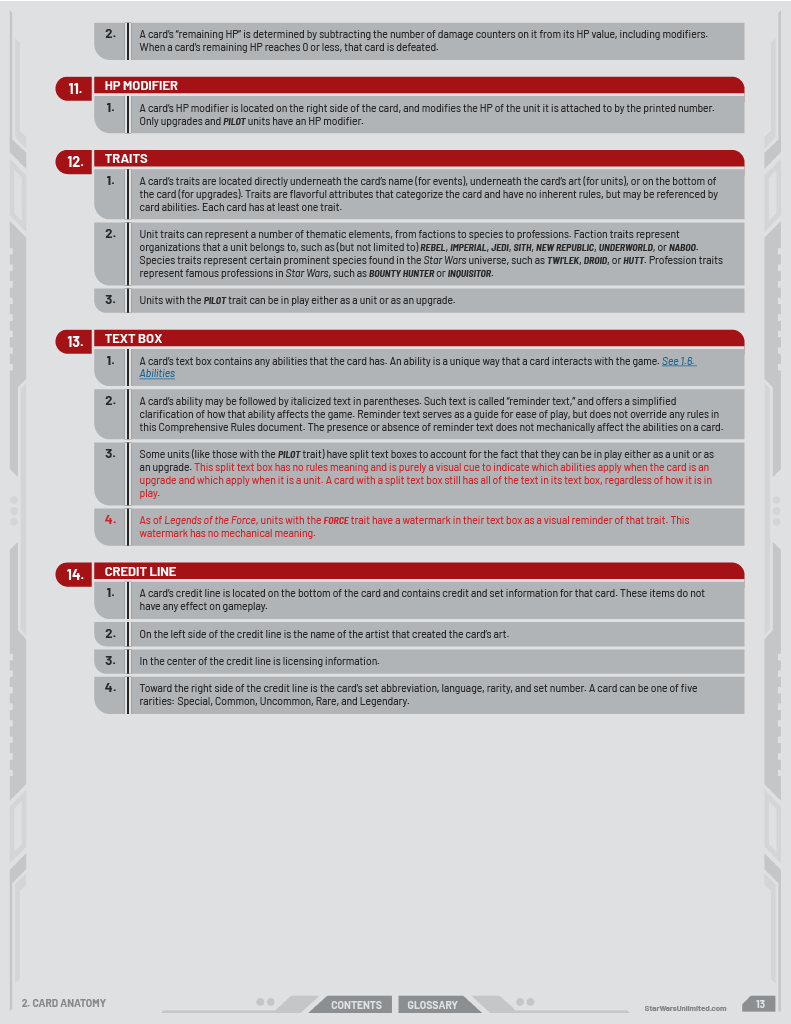 2. A card's "remaining HP" is determined by subtracting the number of damage counters on it from its HP value, including modifiers.
When a card's remaining HP reaches 0 or less, that card is defeated.
11. HP MODIFIER
1. A card's HP modifier is located on the right side of the card, and modifies the HP of the unit it is attached to by the printed number.
Only upgrades and PILOT units have an HP modifier.
12. TRAITS
1. A card's traits are located directly underneath the card's name (for events), underneath the card's art (for units), or on the bottom of
the card (for upgrades). Traits are flavorful attributes that categorize the card and have no inherent rules, but may be referenced by
card abilities. Each card has at least one trait.
2. Unit traits can represent a number of thematic elements, from factions to species to professions. Faction traits represent
organizations that a unit belongs to, such as (but not limited to) REBEL, IMPERIAL, JEDI, SITH, NEW REPUBLIC, UNDERWORLD, or NABOO.
Species traits represent certain prominent species found in the Star Wars universe, such as TWI'LEK, DROID, or HUTT. Profession traits
represent famous professions in Star Wars, such as BOUNTY HUNTER or INQUISITOR.
3. Units with the PILOT trait can be in play either as a unit or as an upgrade.
13. TEXT BOX
1. A card's text box contains any abilities that the card has. An ability is a unique way that a card interacts with the game. See 1.6.
Abilities
2. A card's ability may be followed by italicized text in parentheses. Such text is called "reminder text," and offers a simplified
clarification of how that ability affects the game. Reminder text serves as a guide for ease of play, but does not override any rules in
this Comprehensive Rules document. The presence or absence of reminder text does not mechanically affect the abilities on a card.
3. Some units (like those with the PILOT trait) have split text boxes to account for the fact that they can be in play either as a unit or as
an upgrade. This split text box has no rules meaning and is purely a visual cue to indicate which abilities apply when the card is an
upgrade and which apply when it is a unit. A card with a split text box still has all of the text in its text box, regardless of how it is in
play.
4. As of Legends of the Force, units with the FORCE trait have a watermark in their text box as a visual reminder of that trait. This
watermark has no mechanical meaning.
14. CREDIT LINE
1. A card's credit line is located on the bottom of the card and contains credit and set information for that card. These items do not
have any effect on gameplay.
2. On the left side of the credit line is the name of the artist that created the card's art.
3. In the center of the credit line is licensing information.
4. Toward the right side of the credit line is the card's set abbreviation, language, rarity, and set number. A card can be one of five
rarities: Special, Common, Uncommon, Rare, and Legendary.
2. CARD ANATOMY
CONTENTS
GLOSSARY
StarWarsUnlimited.com
13